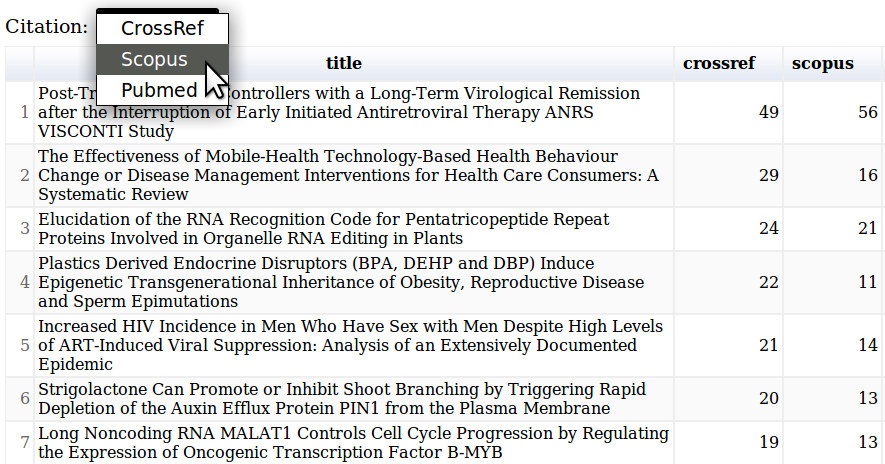 Citation:
CrossRef
Scopus
Pubmed
title crossref scopus
1 Post-Tr Controllers with a Long-Term Virological Remission
after the Interruption of Early Initiated Antiretroviral Therapy ANRS
VISCONTI Study 49 56
2 The Effectiveness of Mobile-Health Technology-Based Health Behaviour
Change or Disease Management Interventions for Health Care Consumers: A
Systematic Review 29 16
3 Elucidation of the RNA Recognition Code for Pentatricopeptide Repeat
Proteins Involved in Organelle RNA Editing in Plants 24 21
4 Plastics Derived Endocrine Disruptors (BPA, DEHP and DBP) Induce
Epigenetic Transgenerational Inheritance of Obesity, Reproductive Disease
and Sperm Epimutations 22 11
5 Increased HIV Incidence in Men Who Have Sex with Men Despite High Levels
of ART-Induced Viral Suppression: Analysis of an Extensively Documented
Epidemic 21 14
6 Strigolactone Can Promote or Inhibit Shoot Branching by Triggering Rapid
Depletion of the Auxin Efflux Protein PIN1 from the Plasma Membrane 20 13
7 Long Noncoding RNA MALAT1 Controls Cell Cycle Progression by Regulating
the Expression of Oncogenic Transcription Factor B-MYB 19 13